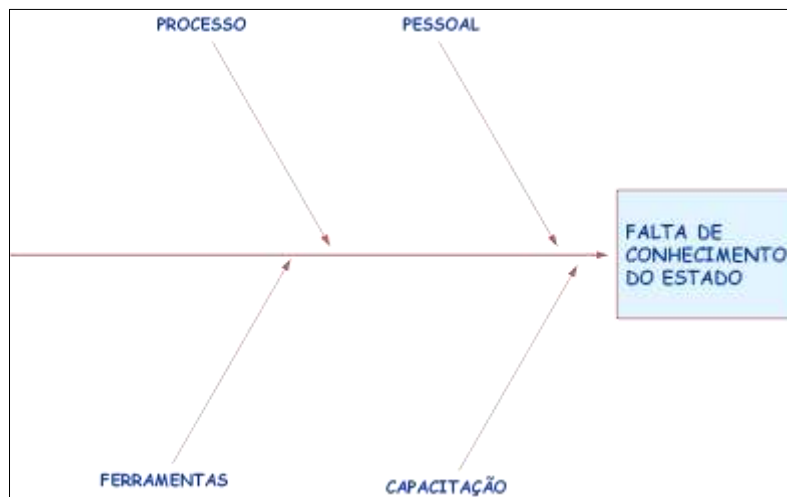 PROCESSO
PESSOAL
FALTA DE
CONHECIMENTO
DO ESTADO
FERRAMENTAS
CAPACITAÇÃO